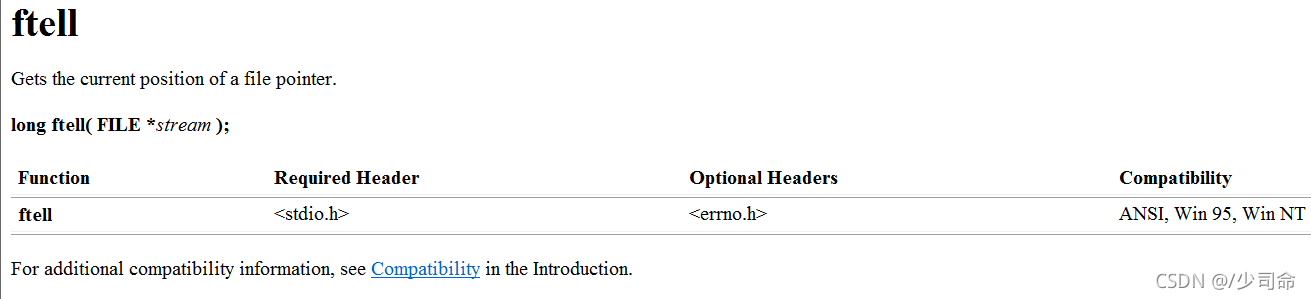 ftell
Gets the current position of a file pointer.
long ftell( FILE *stream );
Function Required Header Optional Headers Compatibility
ftell <stdio.h> <errno.h> ANSI, Win 95, Win NT
For additional compatibility information, see Compatibility in the Introduction.
CSDN @/少司命